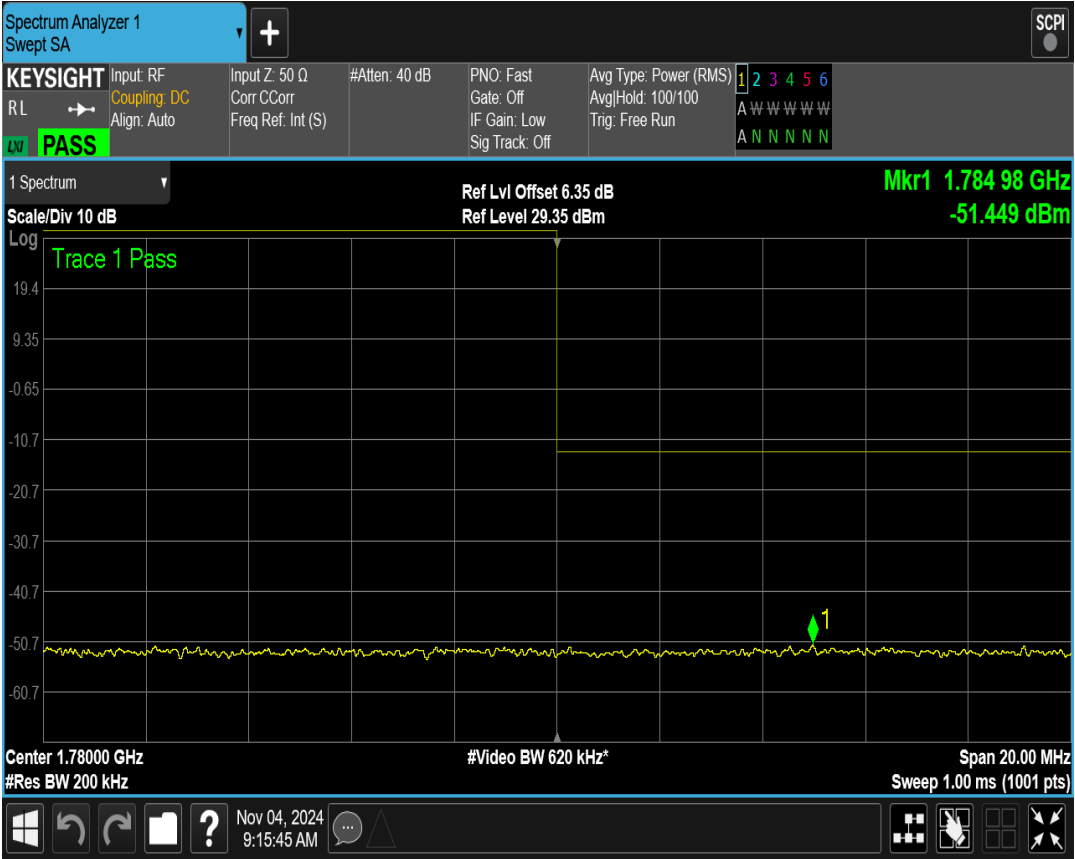 Spectrum Analyzer 1
Swept SA
+
SCPI
KEYSIGHT
RL
LXI PASS
Input: RF
Coupling: DC
Align: Auto
Input Z: 50 Ω
Corr CCorr
Freq Ref: Int (S)
#Atten: 40 dB
PNO: Fast
Gate: Off
IF Gain: Low
Sig Track: Off
Avg Type: Power (RMS)
Avg|Hold: 100/100
Trig: Free Run
1 2 3 4 5 6
A W W W W W
A N N N N N
1 Spectrum
Scale/Div 10 dB
Ref Lvl Offset 6.35 dB
Ref Level 29.35 dBm
Mkr1 1.784 98 GHz
-51.449 dBm
Log
Trace 1 Pass
19.4
9.35
-0.65
-10.7
-20.7
-30.7
-40.7
1
-50.7
-60.7
Center 1.78000 GHz
#Video BW 620 kHz*
Span 20.00 MHz
#Res BW 200 kHz
Sweep 1.00 ms (1001 pts)
?
Nov 04, 2024
9:15:45 AM